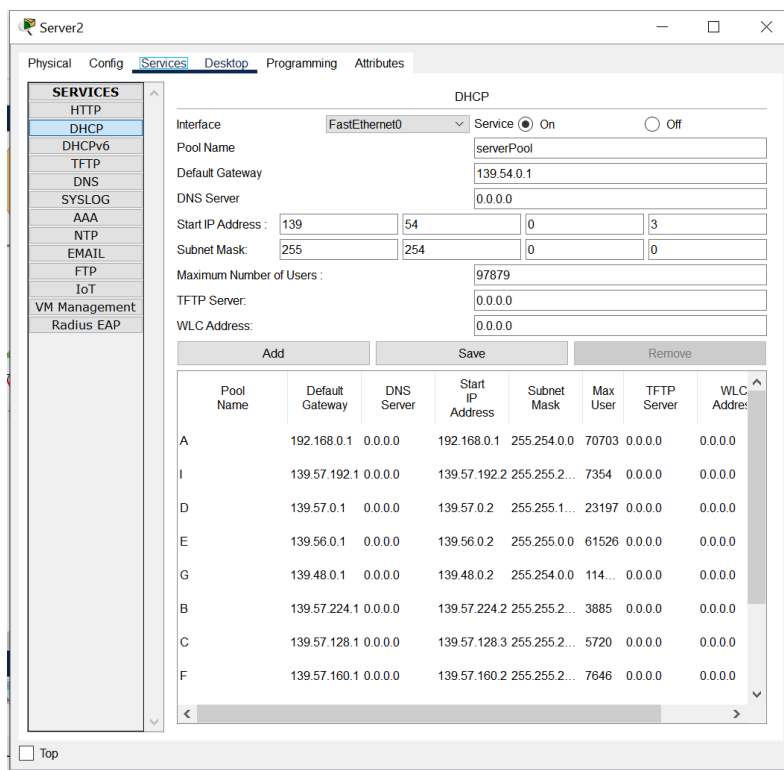 Server2
Physical Config Services Desktop Programming Attributes
SERVICES
HTTP
DHCP
DHCPv6
TFTP
DNS
SYSLOG
AAA
NTP
EMAIL
FTP
IoT
VM Management
Radius EAP
DHCP
Interface FastEthernet0 Service On Off
Pool Name serverPool
Default Gateway 139.54.0.1
DNS Server 0.0.0.0
Start IP Address : 139 54 0 3
Subnet Mask: 255 254 0 0
Maximum Number of Users : 97879
TFTP Server: 0.0.0.0
WLC Address: 0.0.0.0
Add Save Remove
Pool Name Default Gateway DNS Server Start IP Address Subnet Mask Max User TFTP Server WLC Addres
A 192.168.0.1 0.0.0.0 192.168.0.1 255.254.0.0 70703 0.0.0.0 0.0.0.0
I 139.57.192.1 0.0.0.0 139.57.192.2 255.255.2... 7354 0.0.0.0 0.0.0.0
D 139.57.0.1 0.0.0.0 139.57.0.2 255.255.1... 23197 0.0.0.0 0.0.0.0
E 139.56.0.1 0.0.0.0 139.56.0.2 255.255.0.0 61526 0.0.0.0 0.0.0.0
G 139.48.0.1 0.0.0.0 139.48.0.2 255.254.0.0 114... 0.0.0.0 0.0.0.0
B 139.57.224.1 0.0.0.0 139.57.224.2 255.255.2... 3885 0.0.0.0 0.0.0.0
C 139.57.128.1 0.0.0.0 139.57.128.3 255.255.2... 5720 0.0.0.0 0.0.0.0
F 139.57.160.1 0.0.0.0 139.57.160.2 255.255.2... 7646 0.0.0.0 0.0.0.0
Top